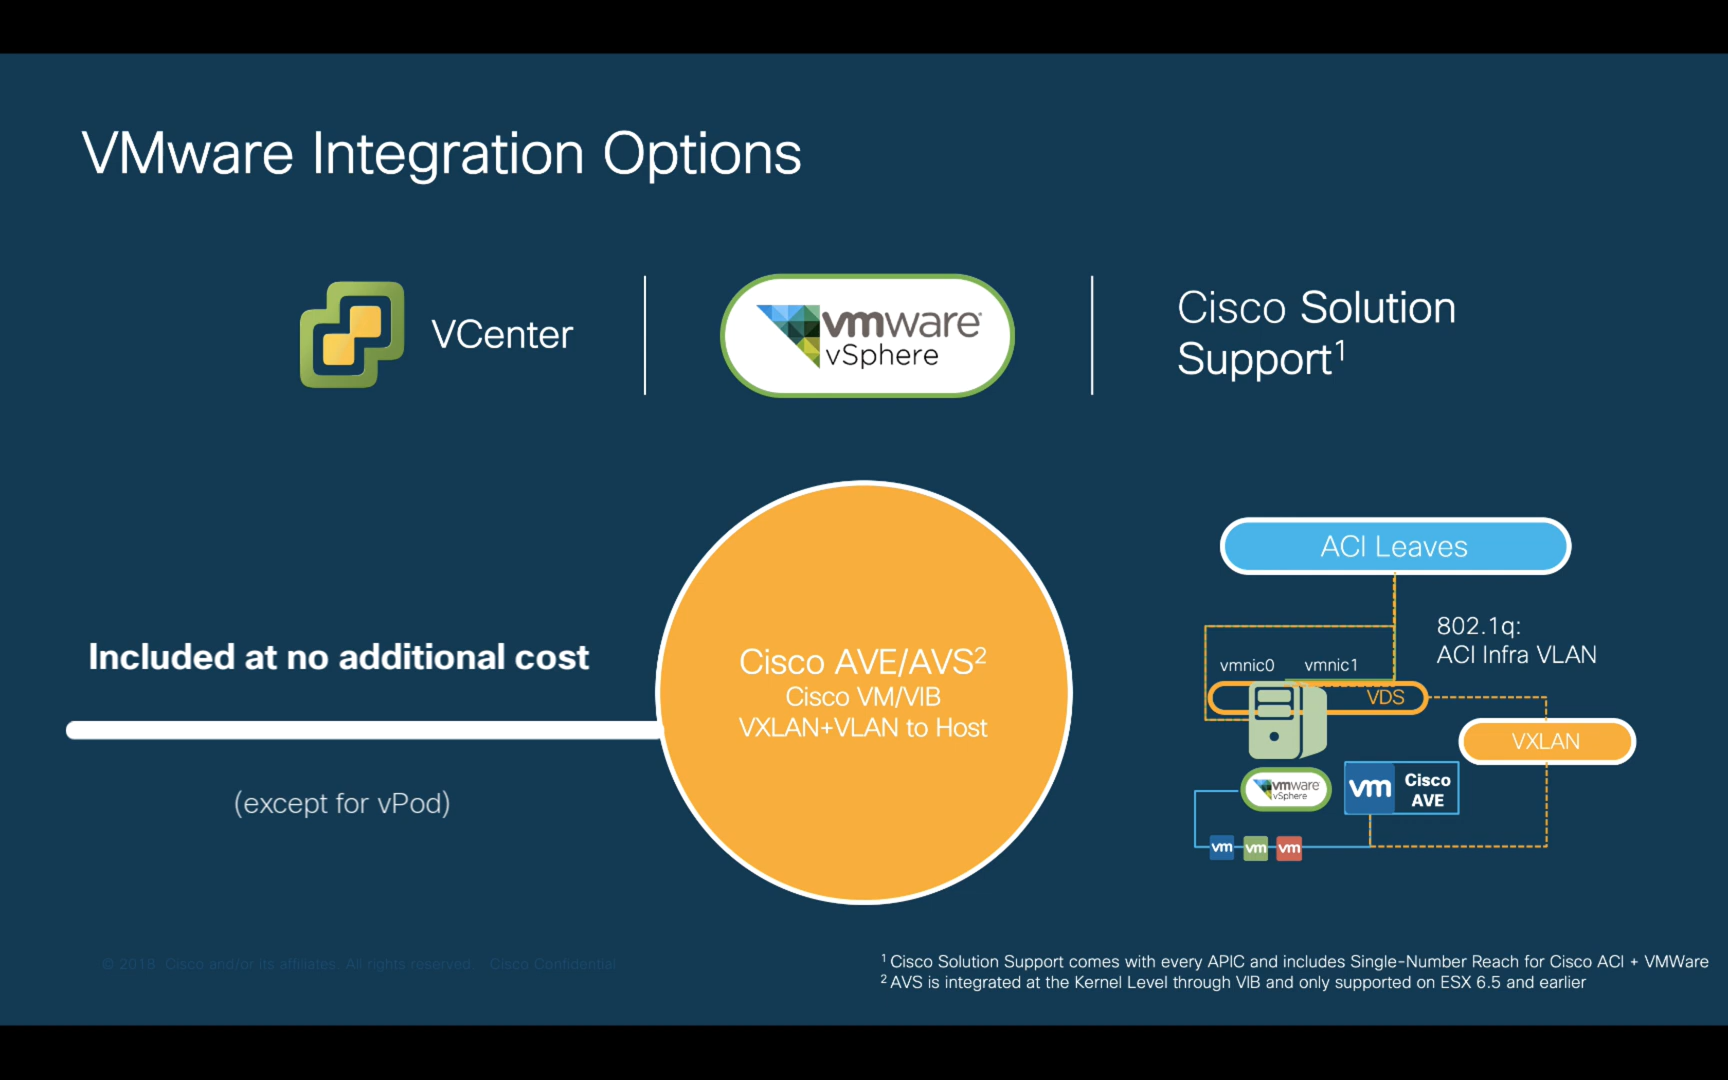 VMware Integration Options
VCenter
vmware
vSphere
Cisco Solution
Support¹
Included at no additional cost
(except for vPod)
Cisco AVE/AVS²
Cisco VM/VIB
VXLAN+VLAN to Host
ACI Leaves
802.1q:
ACI Infra VLAN
vmnic0 vmnic1
VDS
VXLAN
vmware
vSphere
vm
Cisco
AVE
vm vm vm
© 2018 Cisco and/or its affiliates. All rights reserved. Cisco Confidential
¹ Cisco Solution Support comes with every APIC and includes Single-Number Reach for Cisco ACI + VMWare
² AVS is integrated at the Kernel Level through VIB and only supported on ESX 6.5 and earlier